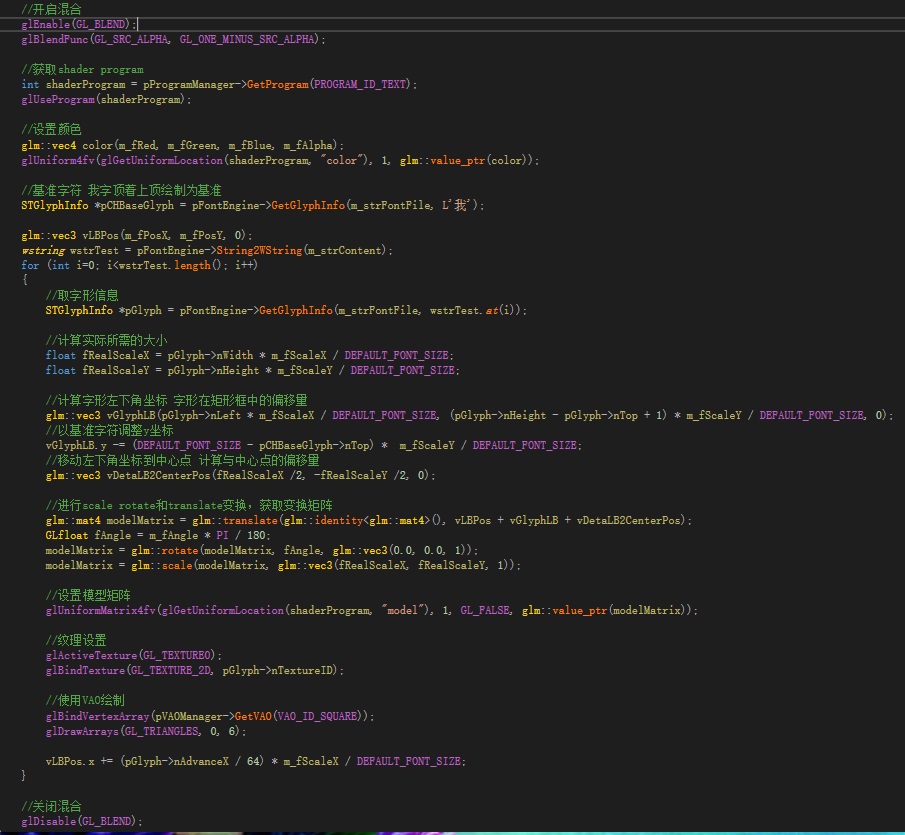 //开启混合
glEnable(GL_BLEND);
glBlendFunc(GL_SRC_ALPHA, GL_ONE_MINUS_SRC_ALPHA);
//获取shader program
int shaderProgram = pProgramManager->GetProgram(PROGRAM_ID_TEXT);
glUseProgram(shaderProgram);
//设置颜色
glm::vec4 color(m_fRed, m_fGreen, m_fBlue, m_fAlpha);
glUniform4fv(glGetUniformLocation(shaderProgram, "color"), 1, glm::value_ptr(color));
//基准字符 我字顶着上顶绘制为基准
STGlyphInfo *pCHBaseGlyph = pFontEngine->GetGlyphInfo(m_strFontFile, L'我');
glm::vec3 vLBPos(m_fPosX, m_fPosY, 0);
wstring wstrTest = pFontEngine->String2WString(m_strContent);
for (int i=0; i<wstrTest.length(); i++)
{
//取字形信息
STGlyphInfo *pGlyph = pFontEngine->GetGlyphInfo(m_strFontFile, wstrTest.at(i));
//计算实际所需的大小
float fRealScaleX = pGlyph->nWidth * m_fScaleX / DEFAULT_FONT_SIZE;
float fRealScaleY = pGlyph->nHeight * m_fScaleY / DEFAULT_FONT_SIZE;
//计算字形左下角坐标 字形在矩形框中的偏移量
glm::vec3 vGlyphLB(pGlyph->nLeft * m_fScaleX / DEFAULT_FONT_SIZE, (pGlyph->nHeight - pGlyph->nTop + 1) * m_fScaleY / DEFAULT_FONT_SIZE, 0);
//以基准字符调整y坐标
vGlyphLB.y -= (DEFAULT_FONT_SIZE - pCHBaseGlyph->nTop) * m_fScaleY / DEFAULT_FONT_SIZE;
//移动左下角坐标到中心点 计算与中心点的偏移量
glm::vec3 vDetaLB2CenterPos(fRealScaleX /2, -fRealScaleY /2, 0);
//进行scale rotate和translate变换，获取变换矩阵
glm::mat4 modelMatrix = glm::translate(glm::identity<glm::mat4>(), vLBPos + vGlyphLB + vDetaLB2CenterPos);
GLfloat fAngle = m_fAngle * PI / 180;
modelMatrix = glm::rotate(modelMatrix, fAngle, glm::vec3(0.0, 0.0, 1));
modelMatrix = glm::scale(modelMatrix, glm::vec3(fRealScaleX, fRealScaleY, 1));
//设置模型矩阵
glUniformMatrix4fv(glGetUniformLocation(shaderProgram, "model"), 1, GL_FALSE, glm::value_ptr(modelMatrix));
//纹理设置
glActiveTexture(GL_TEXTURE0);
glBindTexture(GL_TEXTURE_2D, pGlyph->nTextureID);
//使用VAO绘制
glBindVertexArray(pVAOManager->GetVAO(VAO_ID_SQUARE));
glDrawArrays(GL_TRIANGLES, 0, 6);
vLBPos.x += (pGlyph->nAdvanceX / 64) * m_fScaleX / DEFAULT_FONT_SIZE;
}
//关闭混合
glDisable(GL_BLEND);